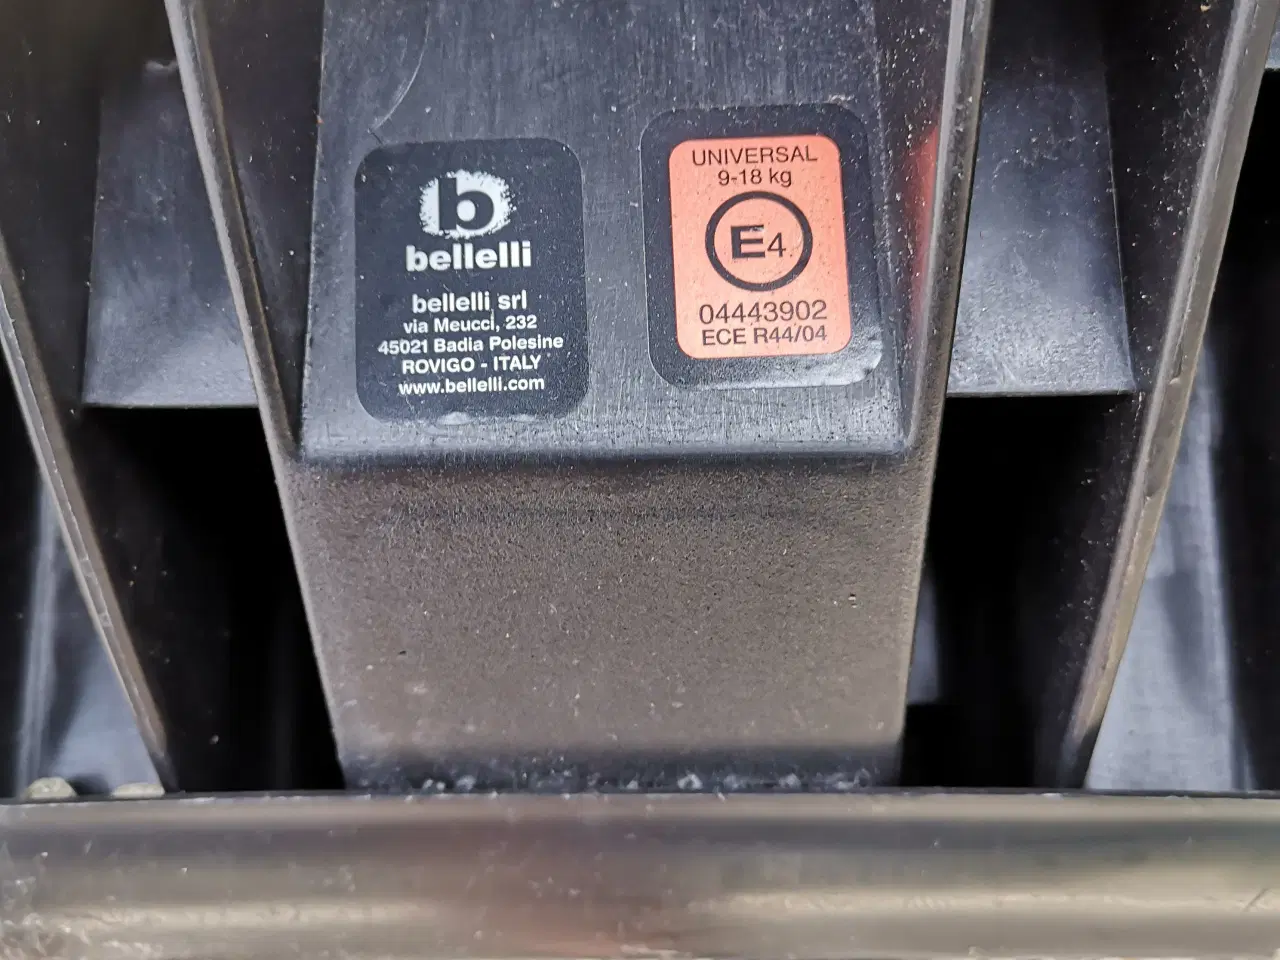 b
bellelli
bellelli srl
via Meucci, 232
45021 Badia Polesine
ROVIGO - ITALY
www.bellelli.com
UNIVERSAL
9-18 kg
E4
04443902
ECE R44/04